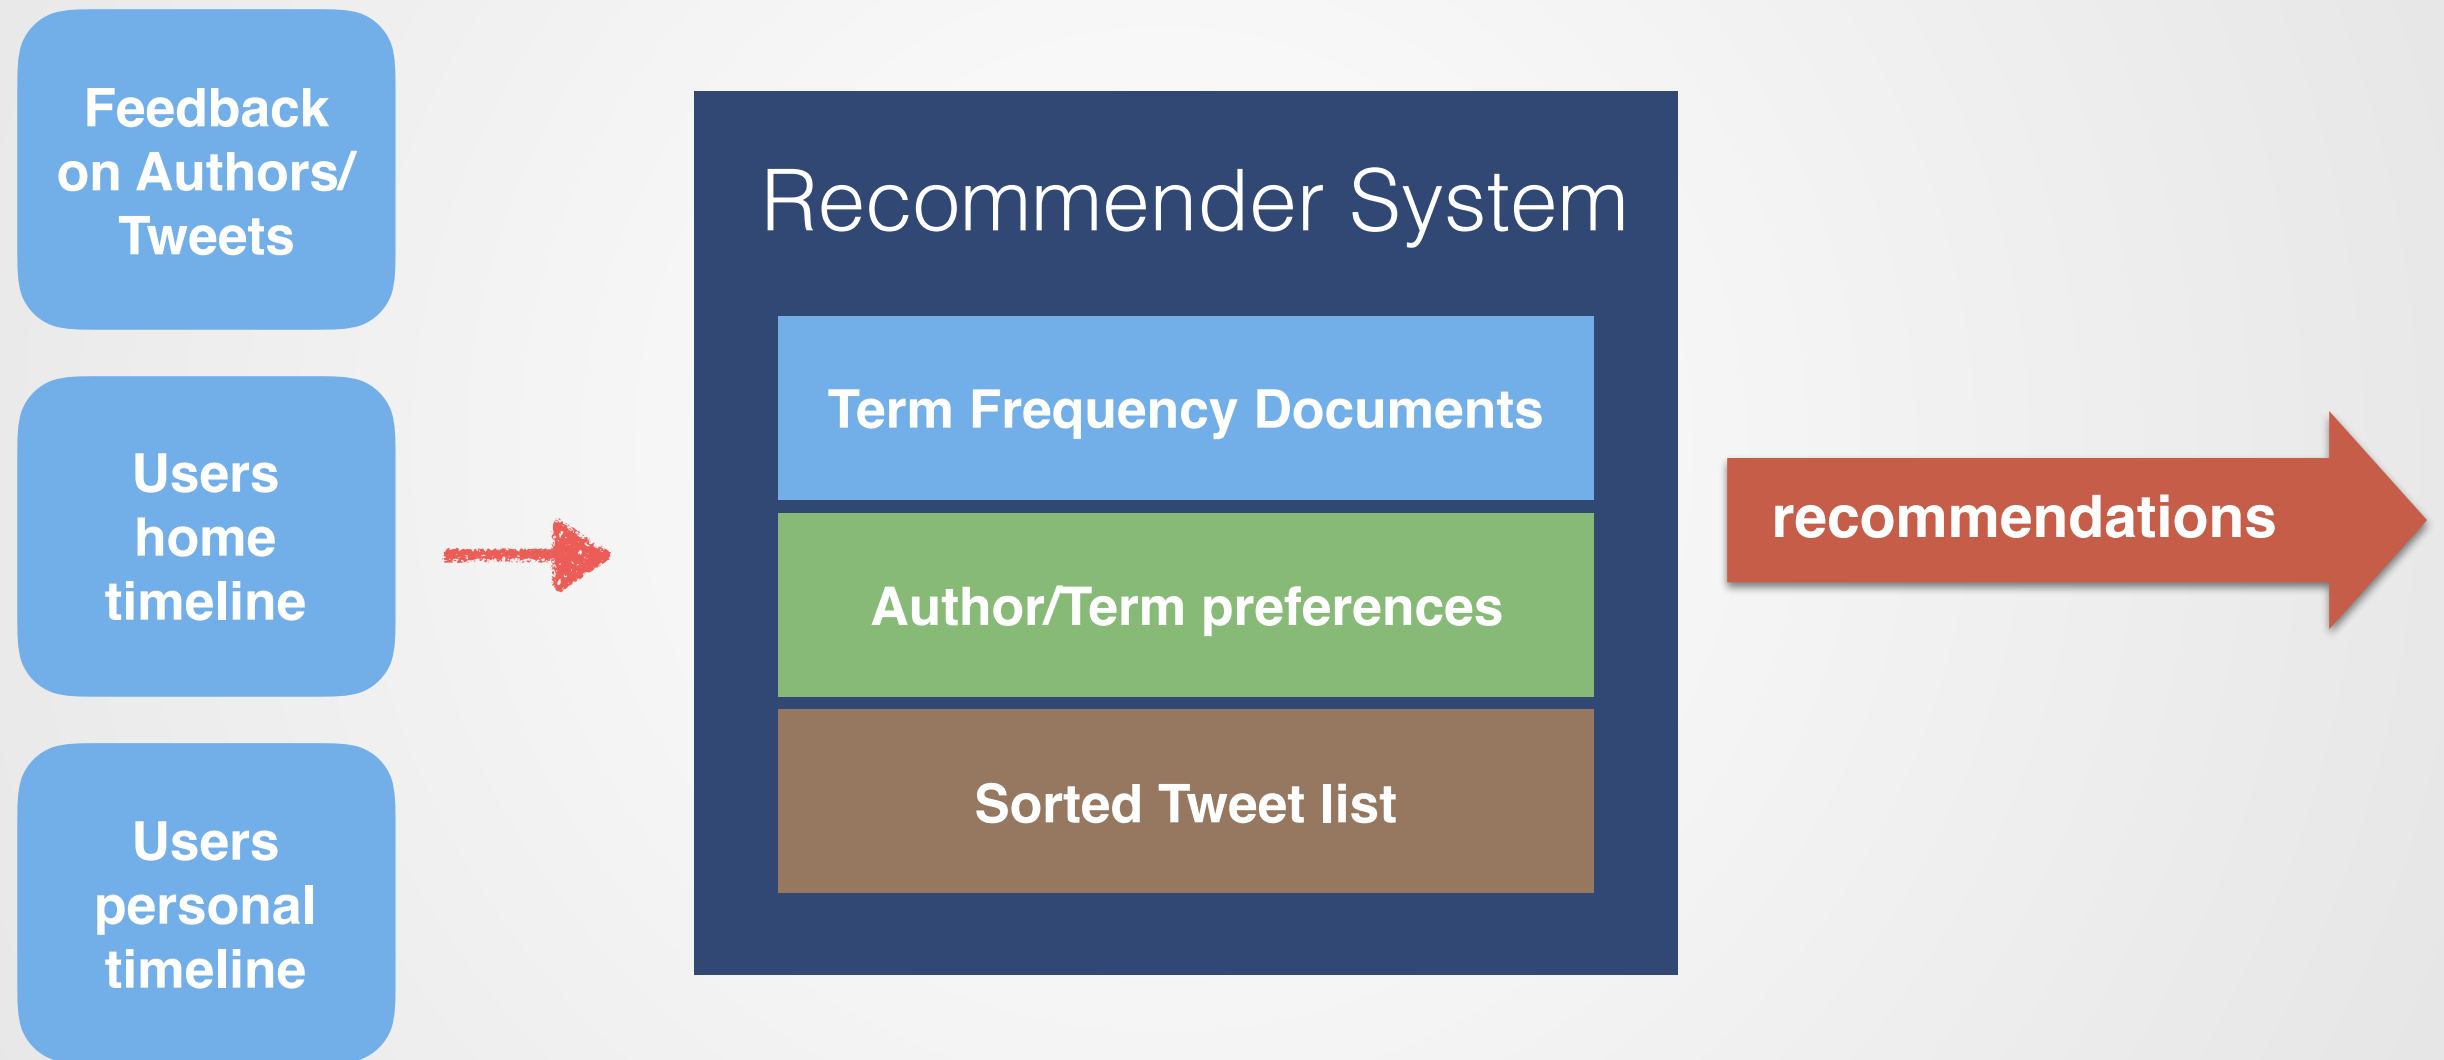 Feedback
on Authors/
Tweets
Users
home
timeline
Users
personal
timeline
Recommender System
Term Frequency Documents
Author/Term preferences
Sorted Tweet list
recommendations